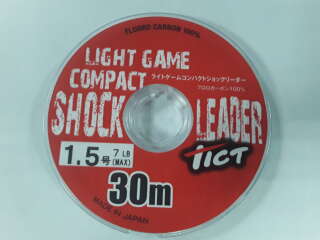 FLUORO CARBON 100%
LIGHT GAME
COMPACT
ライトゲームコンパクトショックリーダー
フロロカーボン100%
SHOCK LEADER
1.5号 7LB (MAX)
TICT
30m
MADE IN JAPAN